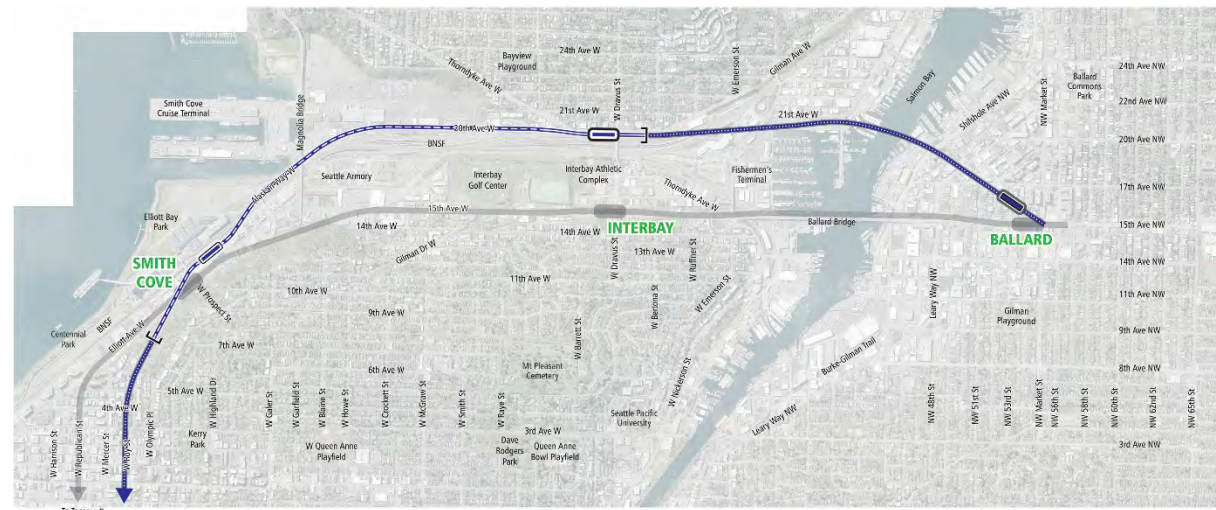 24th Ave W
Bayview
Playground
Thorndyke Ave W
W Emerson St
Gilman Ave W
24th Ave NW
Ballard
Commons
Park
Salmon Bay
NW Market St
22nd Ave NW
Shilshole Ave NW
Smith Cove
Cruise Terminal
Magnolia Bridge
21st Ave W
W Dravus St
21st Ave W
20th Ave W
20th Ave NW
BNSF
Alaskan Way W
Seattle Armory
Interbay
Golf Center
Interbay Athletic
Complex
Thorndyke Ave W
Fishermen's
Terminal
17th Ave NW
Elliott Bay
Park
15th Ave W
14th Ave W
Gilman Dr W
14th Ave W
INTERBAY
Ballard Bridge
15th Ave NW
BALLARD
SMITH
COVE
W Dravus St
13th Ave W
W Ruffner St
14th Ave NW
10th Ave W
11th Ave W
W Emerson St
Leary Way NW
11th Ave NW
W Prospect St
9th Ave W
W Bertona St
Gilman
Playground
BNSF
Elliott Ave W
Centennial
Park
7th Ave W
W Barrett St
9th Ave NW
Burke-Gilman Trail
6th Ave W
Mt Pleasant
Cemetery
W Nickerson St
8th Ave NW
5th Ave W
W Highland Dr
4th Ave W
W Olympic Pl
W Galer St
W Garfield St
W Blaine St
W Howe St
W Crockett St
W McGraw St
W Smith St
W Raye St
Seattle Pacific
University
Leary Way NW
NW 48th St
NW 51st St
NW 53rd St
NW Market St
NW 56th St
NW 58th St
NW 60th St
NW 62nd St
NW 65th St
Kerry
Park
W Queen Anne
Playfield
3rd Ave W
Dave
Rodgers
Park
Queen Anne
Bowl Playfield
3rd Ave NW
W Harrison St
W Republican St
W Mercer St
W Roy St